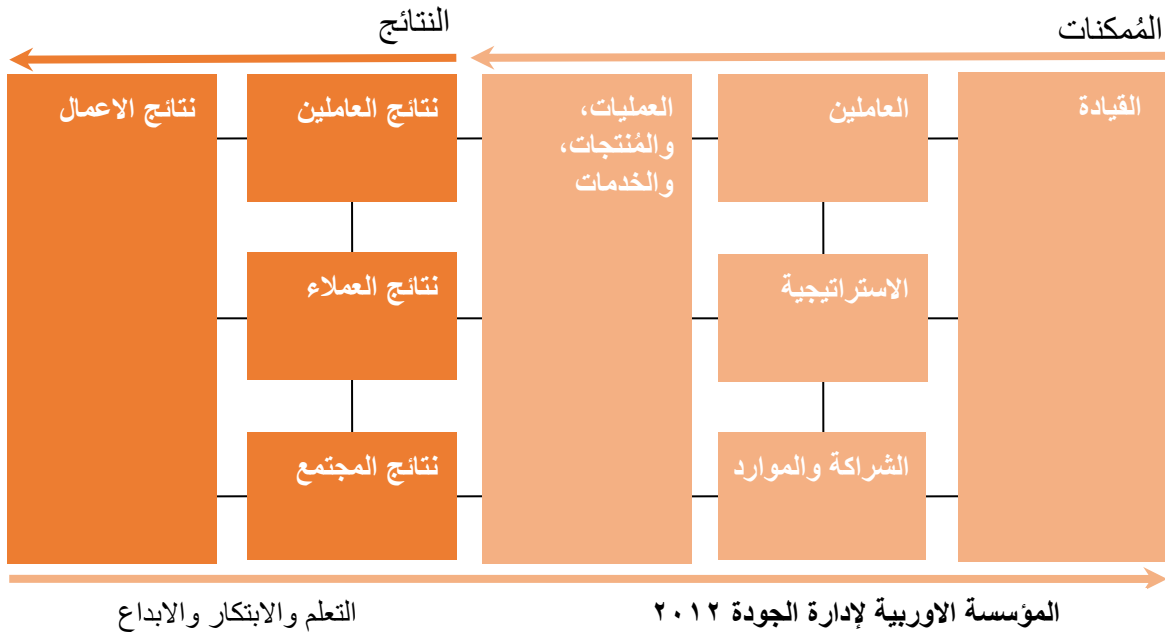 المُمكنات
النتائج
القيادة
العاملين
العمليات،
والمُنتجات،
والخدمات
نتائج العاملين
نتائج الاعمال
الاستراتيجية
نتائج العملاء
الشراكة والموارد
نتائج المجتمع
المؤسسة الاوربية لإدارة الجودة ٢٠١٢
التعلم والابتكار والابداع